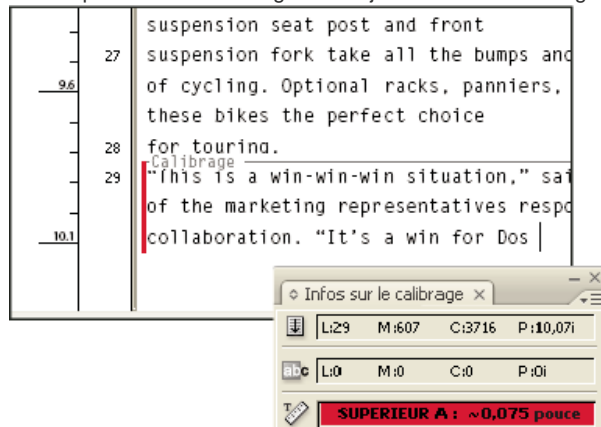 suspension seat post and front
27 suspension fork take all the bumps and
9.6 of cycling. Optional racks, panniers,
these bikes the perfect choice
28 for touring.
Calibrage
29 “This is a win-win-win situation,” sai
of the marketing representatives respo
10.1 collaboration. “It’s a win for Dos
Infos sur le calibrage
L:29 M:607 C:3716 P:10,07i
abc L:0 M:0 C:0 P:0i
T SUPERIEUR A : ~0,075 pouce